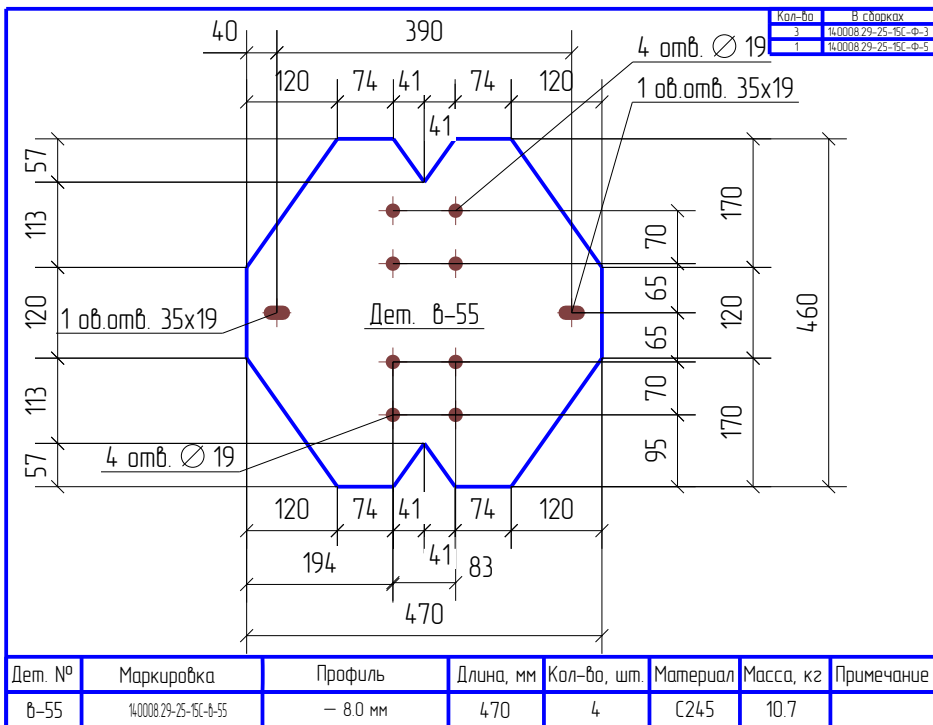 Кол-во В сборках
3 140008.29-25-15С-Ф-3
1 140008.29-25-15С-Ф-5
40 390
4 отв. ∅ 19
120 74 41 74 120
1 ов.отв. 35х19
41
57
170
113
70
65
120
1 ов.отв. 35х19
Дет. в-55
120
460
65
113
70
170
95
4 отв. ∅ 19
57
120 74 41 74 120
41
194
83
470
Дет. № Маркировка Профиль Длина, мм Кол-во, шт. Материал Масса, кг Примечание
в-55 140008.29-25-15С-в-55 – 8.0 мм 470 4 С245 10.7